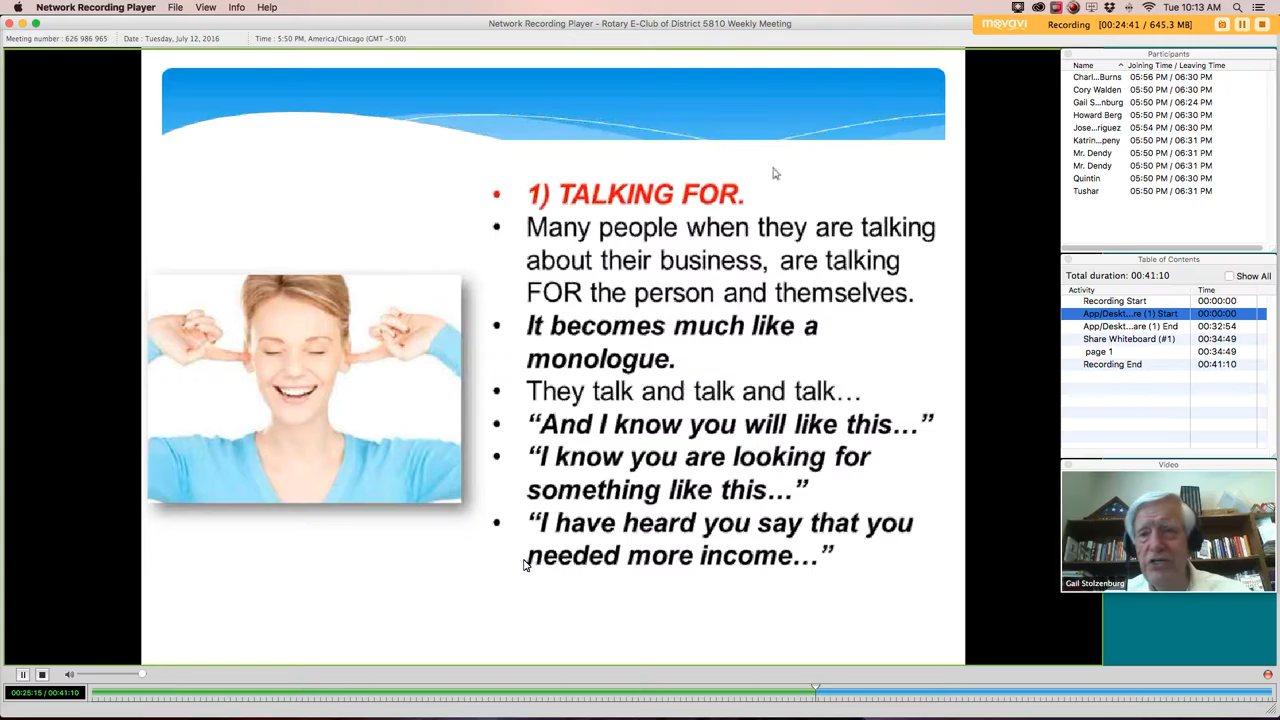 Network Recording Player File View Info Help
Tue 10:13 AM
Network Recording Player - Rotary E-Club of District 5810 Weekly Meeting
movavi
Recording [00:24:41 / 645.3 MB]
Meeting number : 626 986 965 Date : Tuesday, July 12, 2016 Time : 5:50 PM, America/Chicago (GMT -5:00)
• 1) TALKING FOR.
• Many people when they are talking
about their business, are talking
FOR the person and themselves.
• It becomes much like a
monologue.
• They talk and talk and talk…
• “And I know you will like this…”
• “I know you are looking for
something like this…”
• “I have heard you say that you
needed more income…”
Participants
Name Joining Time / Leaving Time
Charl...Burns 05:56 PM / 06:30 PM
Cory Walden 05:50 PM / 06:30 PM
Gail S...nburg 05:50 PM / 06:24 PM
Howard Berg 05:50 PM / 06:30 PM
Jose...riguez 05:54 PM / 06:30 PM
Katrin...peny 05:50 PM / 06:31 PM
Mr. Dendy 05:50 PM / 06:31 PM
Mr. Dendy 05:50 PM / 06:31 PM
Quintin 05:50 PM / 06:31 PM
Tushar 05:50 PM / 06:31 PM
Table of Contents
Total duration: 00:41:10 Show All
Activity Time
Recording Start 00:00:00
App/Deskt...re (1) Start 00:00:00
App/Deskt...are (1) End 00:32:54
Share Whiteboard (#1) 00:34:49
page 1 00:34:49
Recording End 00:41:10
Video
Gail Stolzenburg
00:25:15 / 00:41:10